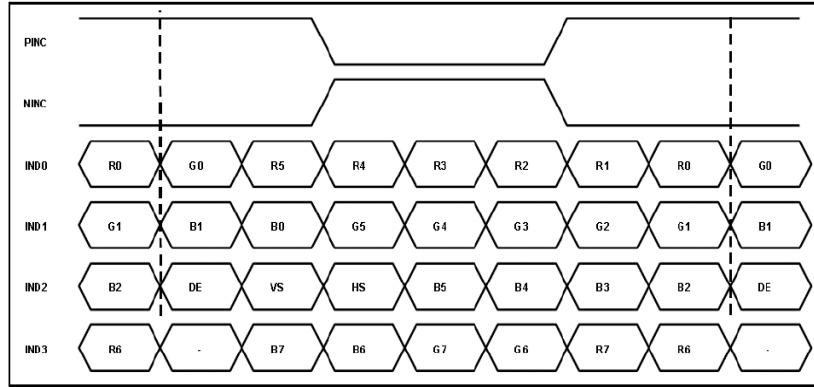 PINC
NINC
IND0 R0 G0 R5 R4 R3 R2 R1 R0 G0
IND1 G1 B1 B0 G5 G4 G3 G2 G1 B1
IND2 B2 DE VS HS B5 B4 B3 B2 DE
IND3 R6 - B7 B6 G7 G6 R7 R6 -